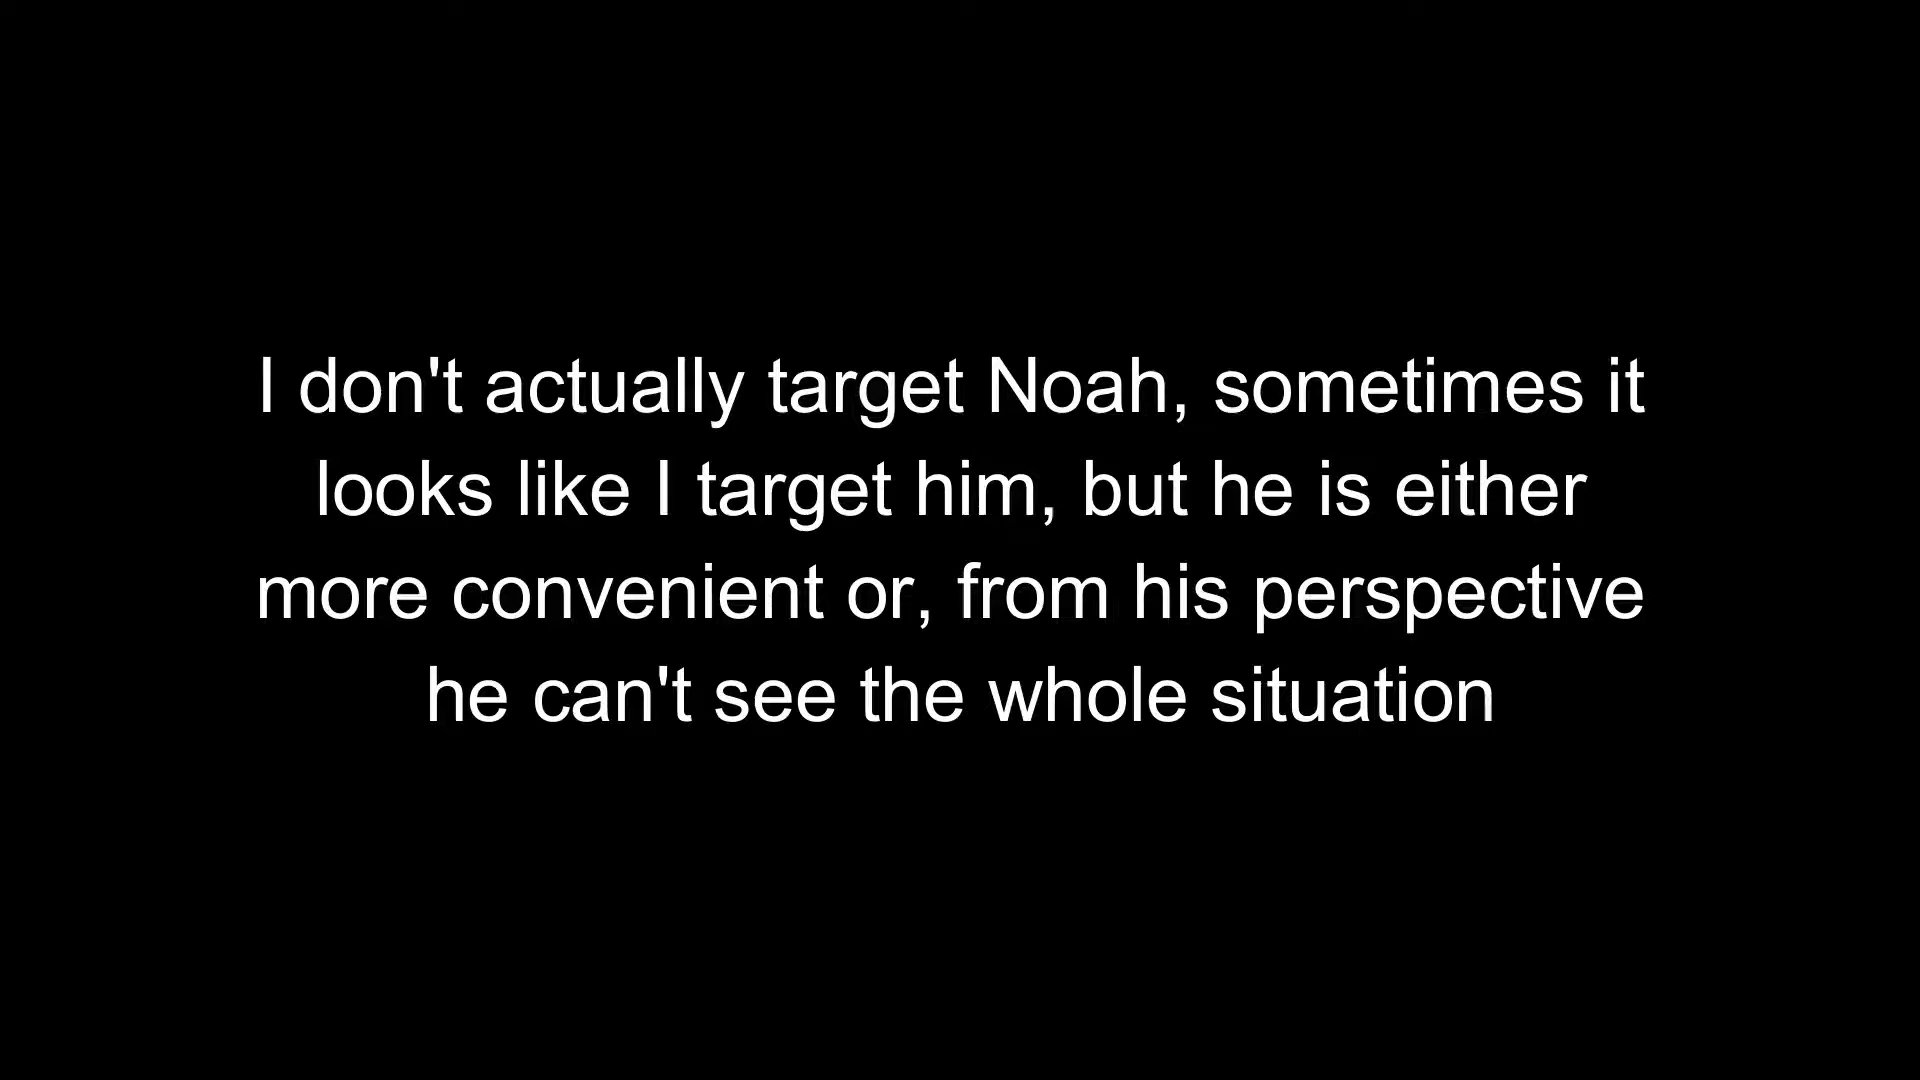 I don't actually target Noah, sometimes it
looks like I target him, but he is either
more convenient or, from his perspective
he can't see the whole situation